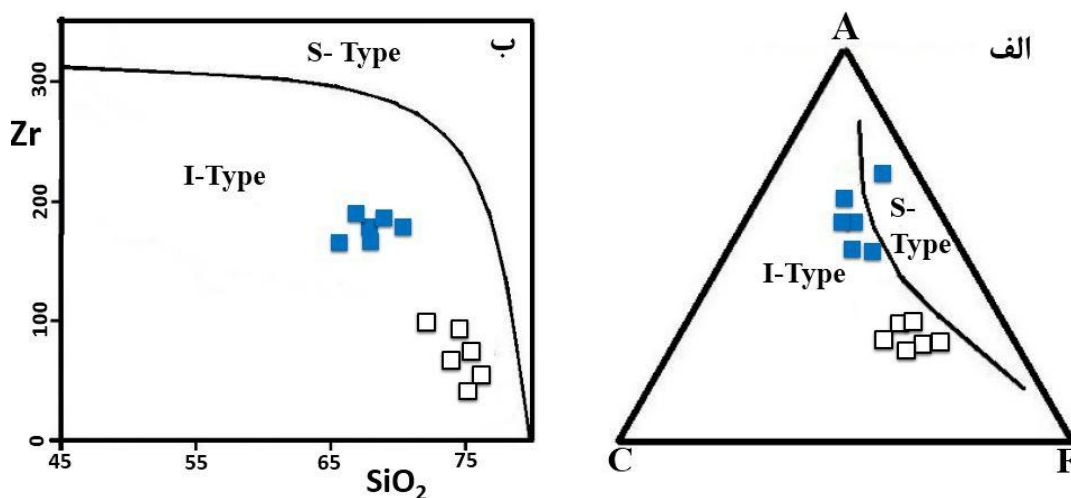 ب
S- Type
300
Zr
I-Type
200
100
0
45
55
65
75
SiO2
الف
A
S-
Type
I-Type
C
F